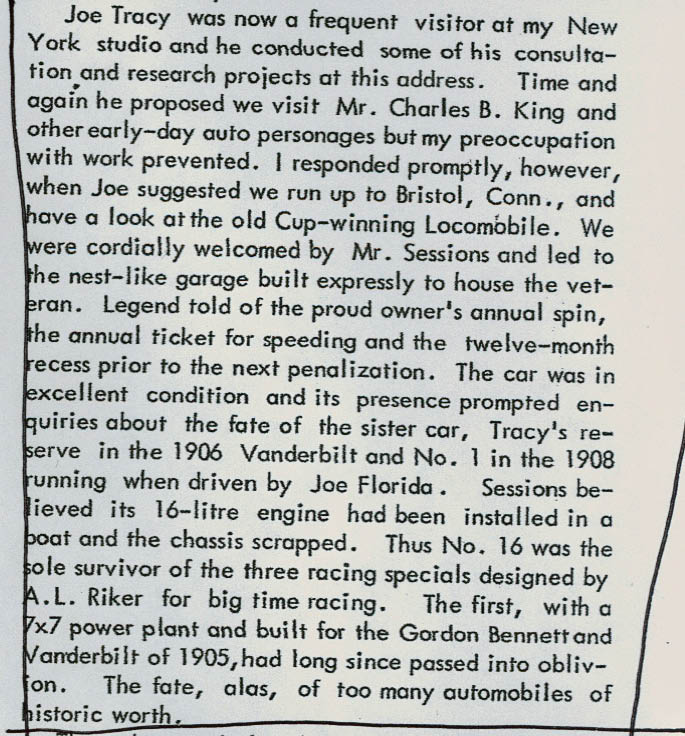 Joe Tracy was now a frequent visitor at my New
York studio and he conducted some of his consulta-
tion and research projects at this address. Time and
again he proposed we visit Mr. Charles B. King and
other early-day auto personages but my preoccupation
with work prevented. I responded promptly, however,
when Joe suggested we run up to Bristol, Conn., and
have a look at the old Cup-winning Locomobile. We
were cordially welcomed by Mr. Sessions and led to
the nest-like garage built expressly to house the vet-
eran. Legend told of the proud owner's annual spin,
the annual ticket for speeding and the twelve-month
recess prior to the next penalization. The car was in
excellent condition and its presence prompted en-
quiries about the fate of the sister car, Tracy's re-
serve in the 1906 Vanderbilt and No. 1 in the 1908
running when driven by Joe Florida. Sessions be-
lieved its 16-litre engine had been installed in a
boat and the chassis scrapped. Thus No. 16 was the
sole survivor of the three racing specials designed by
A.L. Riker for big time racing. The first, with a
7x7 power plant and built for the Gordon Bennett and
Vanderbilt of 1905, had long since passed into obliv-
ion. The fate, alas, of too many automobiles of
historic worth.